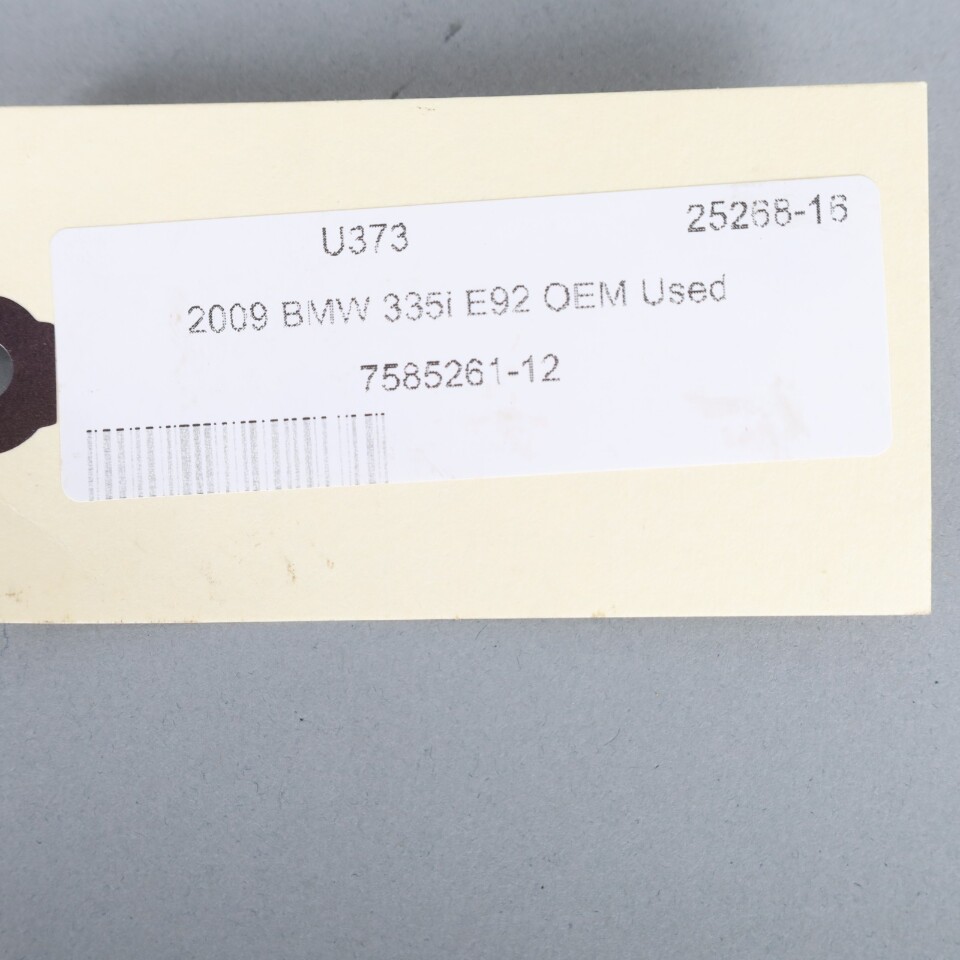 U373 25268-16
2009 BMW 335i E92 OEM Used
7585261-12